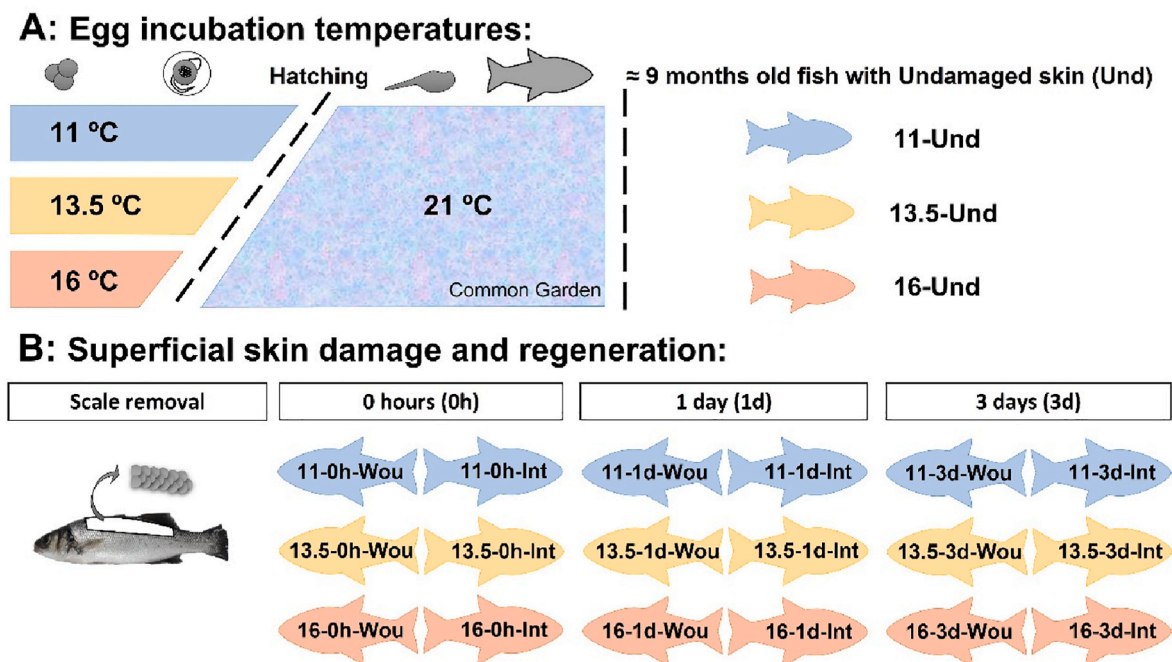 A: Egg incubation temperatures:
Hatching
≈ 9 months old fish with Undamaged skin (Und)
11 ºC
11-Und
13.5 ºC
21 ºC
13.5-Und
16 ºC
Common Garden
16-Und
B: Superficial skin damage and regeneration:
Scale removal
0 hours (0h)
1 day (1d)
3 days (3d)
11-0h-Wou
11-0h-Int
11-1d-Wou
11-1d-Int
11-3d-Wou
11-3d-Int
13.5-0h-Wou
13.5-0h-Int
13.5-1d-Wou
13.5-1d-Int
13.5-3d-Wou
13.5-3d-Int
16-0h-Wou
16-0h-Int
16-1d-Wou
16-1d-Int
16-3d-Wou
16-3d-Int